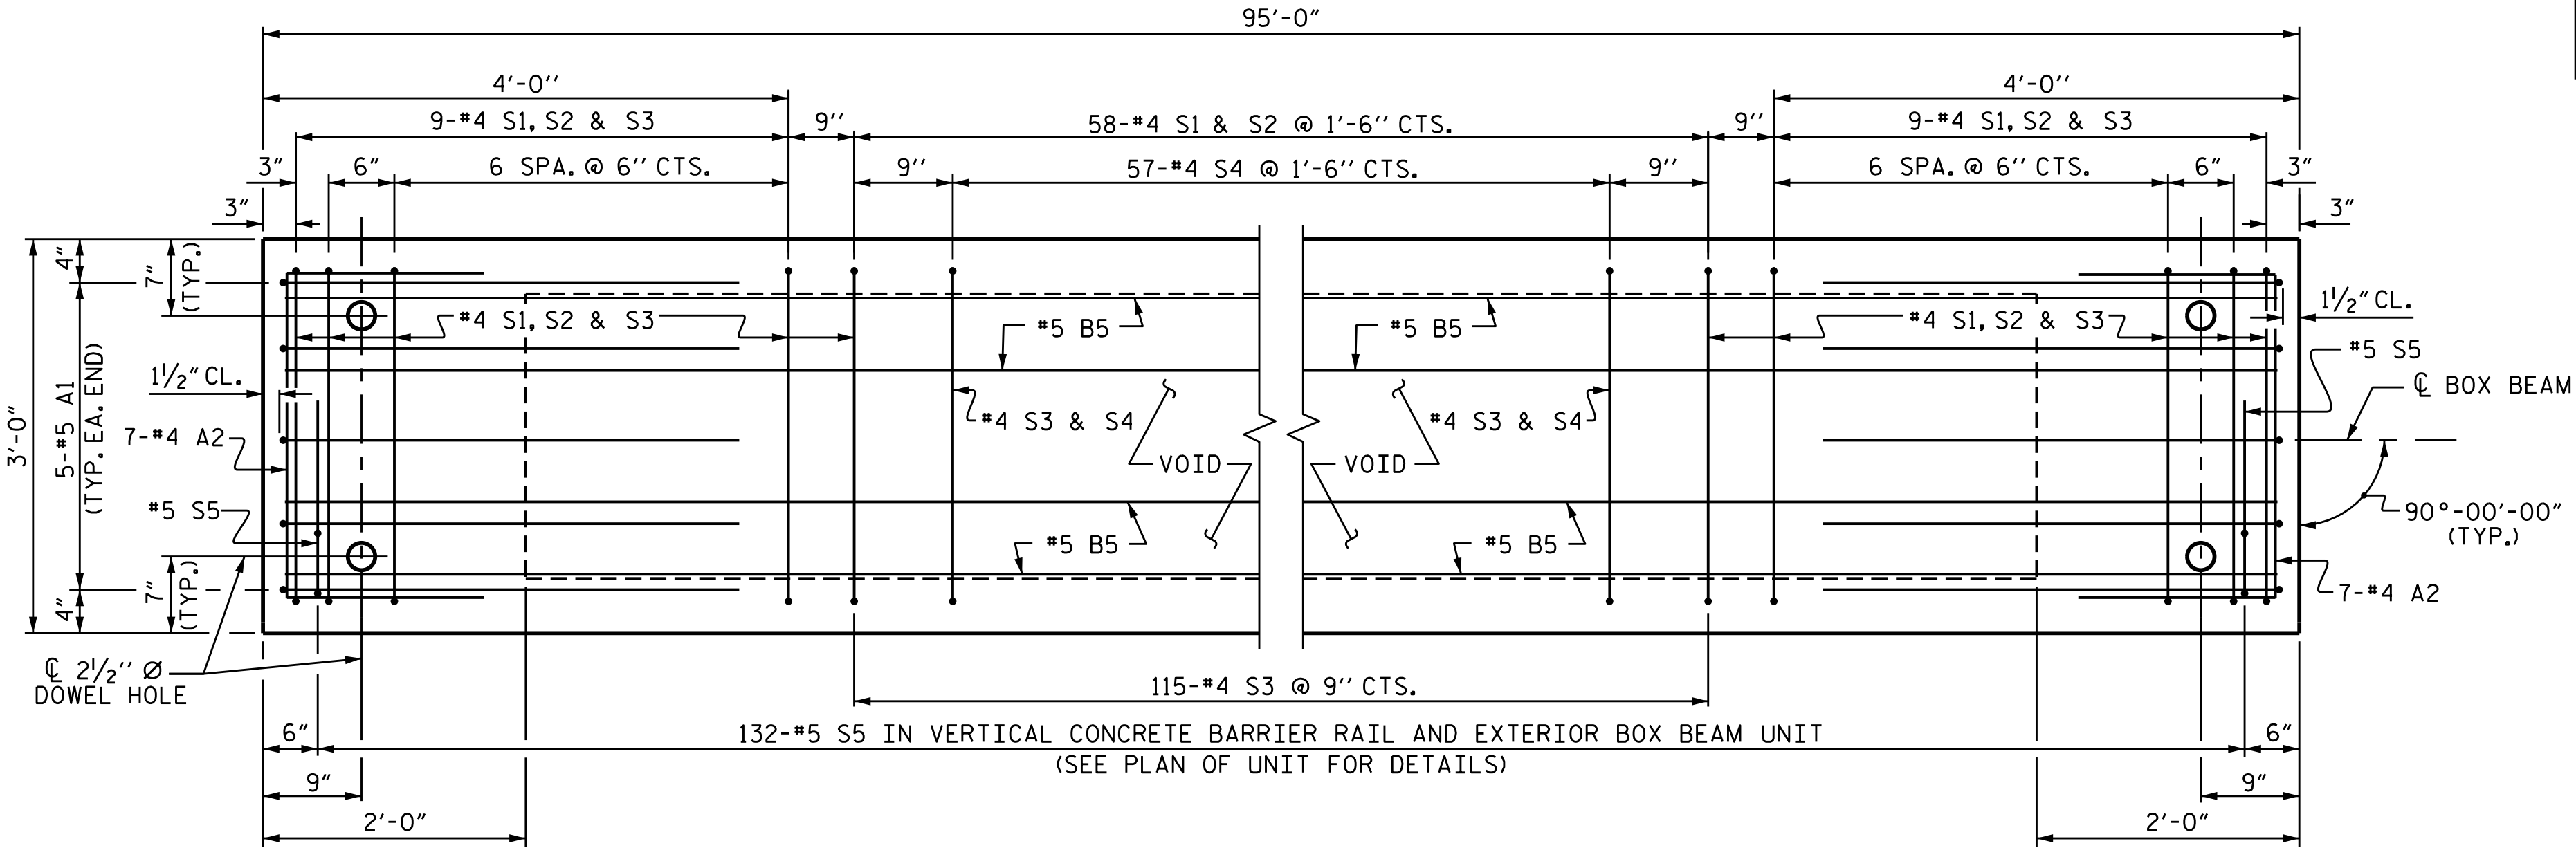 95'-0"
4'-0''
4'-0''
9-#4 S1, S2 & S3
9''
58-#4 S1 & S2 @ 1'-6'' CTS.
9''
9-#4 S1, S2 & S3
3"
6"
6 SPA. @ 6'' CTS.
9''
57-#4 S4 @ 1'-6'' CTS.
9''
6 SPA. @ 6'' CTS.
6"
3"
3"
3"
4"
7"
(TYP.)
#4 S1, S2 & S3
#5 B5
#5 B5
#4 S1, S2 & S3
1½" CL.
#5 S5
3'-0"
5-#5 A1
(TYP. EA. END)
1½" CL.
℄ BOX BEAM
7-#4 A2
#4 S3 & S4
#4 S3 & S4
VOID
VOID
#5 S5
90°-00'-00"
(TYP.)
#5 B5
#5 B5
4"
7"
(TYP.)
7-#4 A2
℄ 2½'' Ø
DOWEL HOLE
115-#4 S3 @ 9'' CTS.
6"
132-#5 S5 IN VERTICAL CONCRETE BARRIER RAIL AND EXTERIOR BOX BEAM UNIT
6"
(SEE PLAN OF UNIT FOR DETAILS)
9"
9"
2'-0"
2'-0"